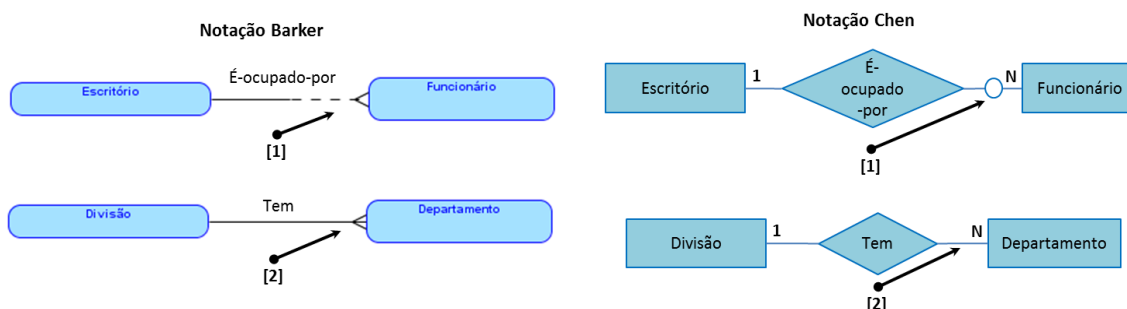 Notação Barker
É-ocupado-por
Escritório
Funcionário
[1]
Tem
Divisão
Departamento
[2]
Notação Chen
Escritório
1
É-
ocupado
-por
N
Funcionário
[1]
Divisão
1
Tem
N
Departamento
[2]